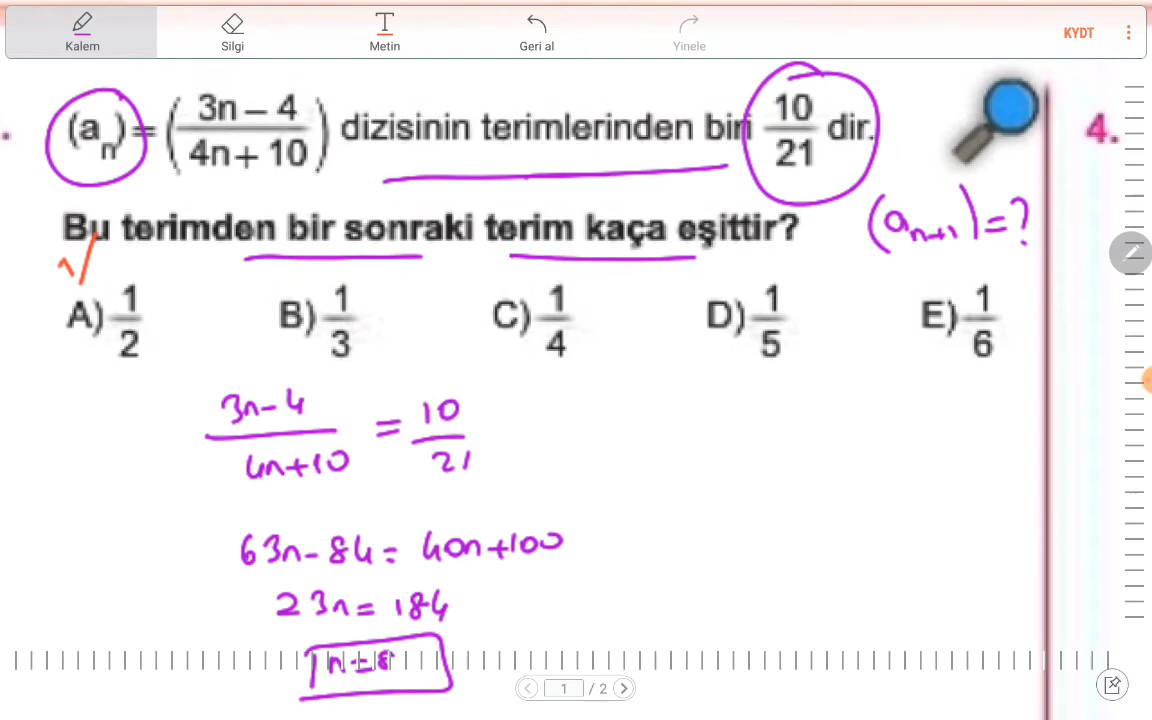 Kalem Silgi Metin Geri al Yinele KYDT
(a_n) = (3n – 4 / 4n + 10) dizisinin terimlerinden biri 10/21 dir. 4.
Bu terimden bir sonraki terim kaça eşittir? (a_{n+1}) = ?
A) 1/2 B) 1/3 C) 1/4 D) 1/5 E) 1/6
3n-4 / 4n+10 = 10/21
63n-84 = 40n+100
23n = 184
n=8
1 / 2